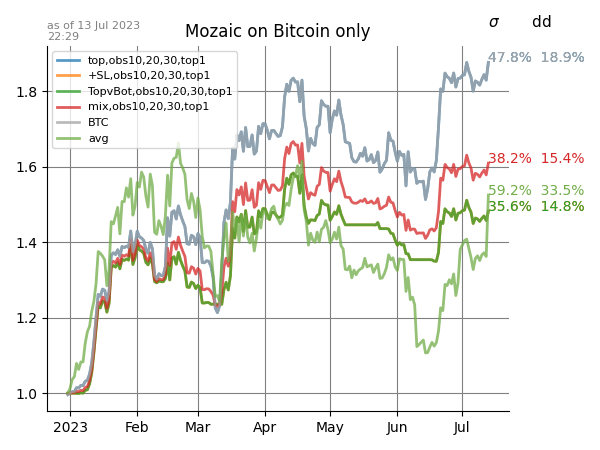 as of 13 Jul 2023
22:29
Mozaic on Bitcoin only
σ dd
top,obs10,20,30,top1
+SL,obs10,20,30,top1
TopvBot,obs10,20,30,top1
mix,obs10,20,30,top1
BTC
avg
47.8% 18.9%
38.2% 15.4%
59.2% 33.5%
35.6% 14.8%
1.8
1.6
1.4
1.2
1.0
2023 Feb Mar Apr May Jun Jul